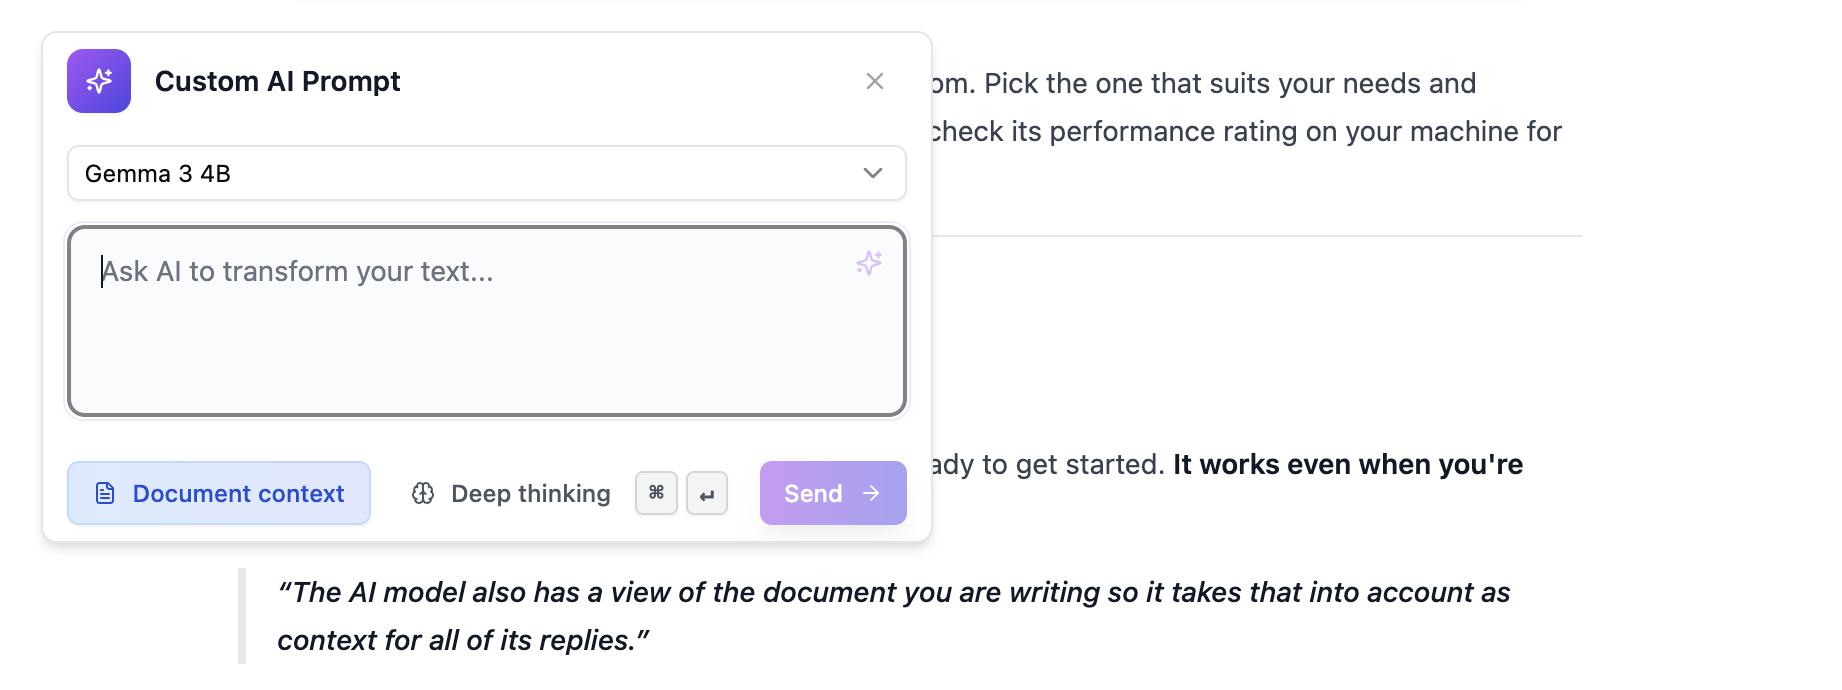 Custom AI Prompt
om. Pick the one that suits your needs and
Gemma 3 4B
check its performance rating on your machine for
Ask AI to transform your text...
ady to get started. It works even when you're
Document context
Deep thinking
⌘ ↵
Send →
“The AI model also has a view of the document you are writing so it takes that into account as
context for all of its replies.”